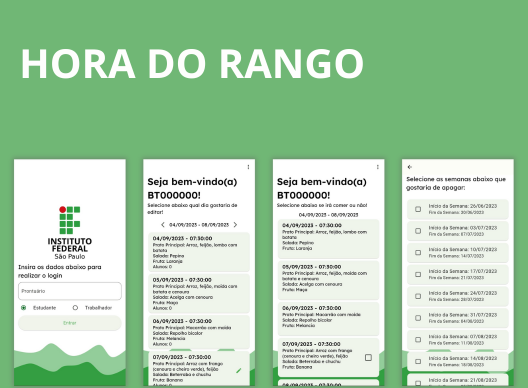 HORA DO RANGO
INSTITUTO
FEDERAL
São Paulo
Insira os dados abaixo para
realizar o login
Prontuário
Estudante
Trabalhador
Entrar
Seja bem-vindo(a)
BT000000!
Selecione abaixo qual dia gostaria de
editar!
04/09/2023 - 08/09/2023
04/09/2023 - 07:30:00
Prato Principal: Arroz, feijão, lombo com
batata
Salada: Pepino
Fruta: Laranja
Alunos: 0
05/09/2023 - 07:30:00
Prato Principal: Arroz, feijão, batata
e cenoura
Salada: Acelga com cenoura
Fruta: Maça
Alunos: 0
06/09/2023 - 07:30:00
Prato Principal: Macarrão com moída
Salada: Repolho bicolor
Fruta: Melancia
Alunos: 0
07/09/2023 - 07:30:00
Prato Principal: Arroz com frango
(cenoura e cheiro verde), feijão
Salada: Beterraba e chuchu
Fruta: Banana
Seja bem-vindo(a)
BT000000!
Selecione abaixo se irá comer ou não!
04/09/2023 - 08/09/2023
04/09/2023 - 07:30:00
Prato Principal: Arroz, feijão, lombo com
batata
Salada: Pepino
Fruta: Laranja
05/09/2023 - 07:30:00
Prato Principal: Arroz, feijão, batata
e cenoura
Salada: Acelga com cenoura
Fruta: Maça
06/09/2023 - 07:30:00
Prato Principal: Macarrão com moída
Salada: Repolho bicolor
Fruta: Melancia
07/09/2023 - 07:30:00
Prato Principal: Arroz com frango
(cenoura e cheiro verde), feijão
Salada: Beterraba e chuchu
Fruta: Banana
08/09/2023 - 07:30:00
Selecione as semanas abaixo que
gostaria de apagar:
Início da Semana: 26/06/2023
Fim da Semana: 30/06/2023
Início da Semana: 03/07/2023
Fim da Semana: 07/07/2023
Início da Semana: 10/07/2023
Fim da Semana: 14/07/2023
Início da Semana: 17/07/2023
Fim da Semana: 21/07/2023
Início da Semana: 24/07/2023
Fim da Semana: 28/07/2023
Início da Semana: 31/07/2023
Fim da Semana: 04/08/2023
Início da Semana: 07/08/2023
Fim da Semana: 11/08/2023
Início da Semana: 14/08/2023
Fim da Semana: 18/08/2023
Início da Semana: 21/08/2023